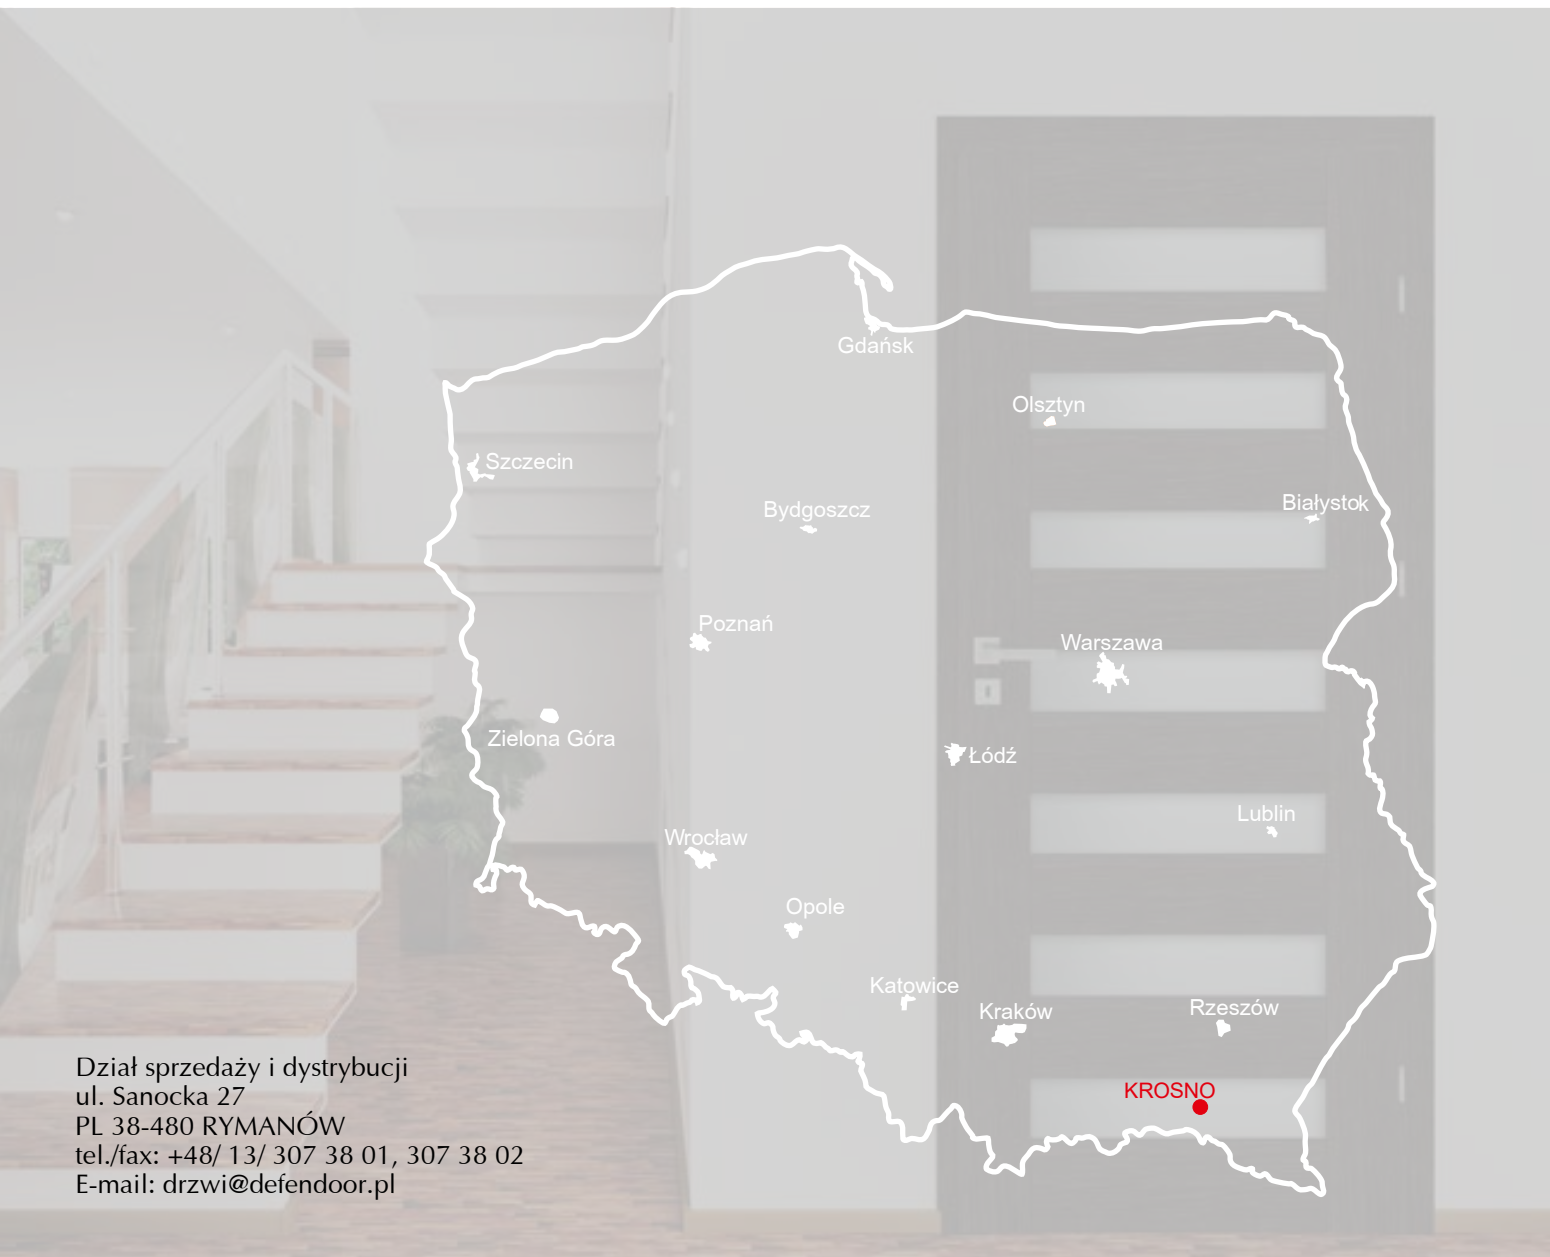 Gdańsk
Olsztyn
Szczecin
Białystok
Bydgoszcz
Poznań
Warszawa
Zielona Góra
Łódź
Lublin
Wrocław
Opole
Katowice
Kraków
Rzeszów
KROSNO
Dział sprzedaży i dystrybucji
ul. Sanocka 27
PL 38-480 RYMANÓW
tel./fax: +48/ 13/ 307 38 01, 307 38 02
E-mail: drzwi@defendoor.pl